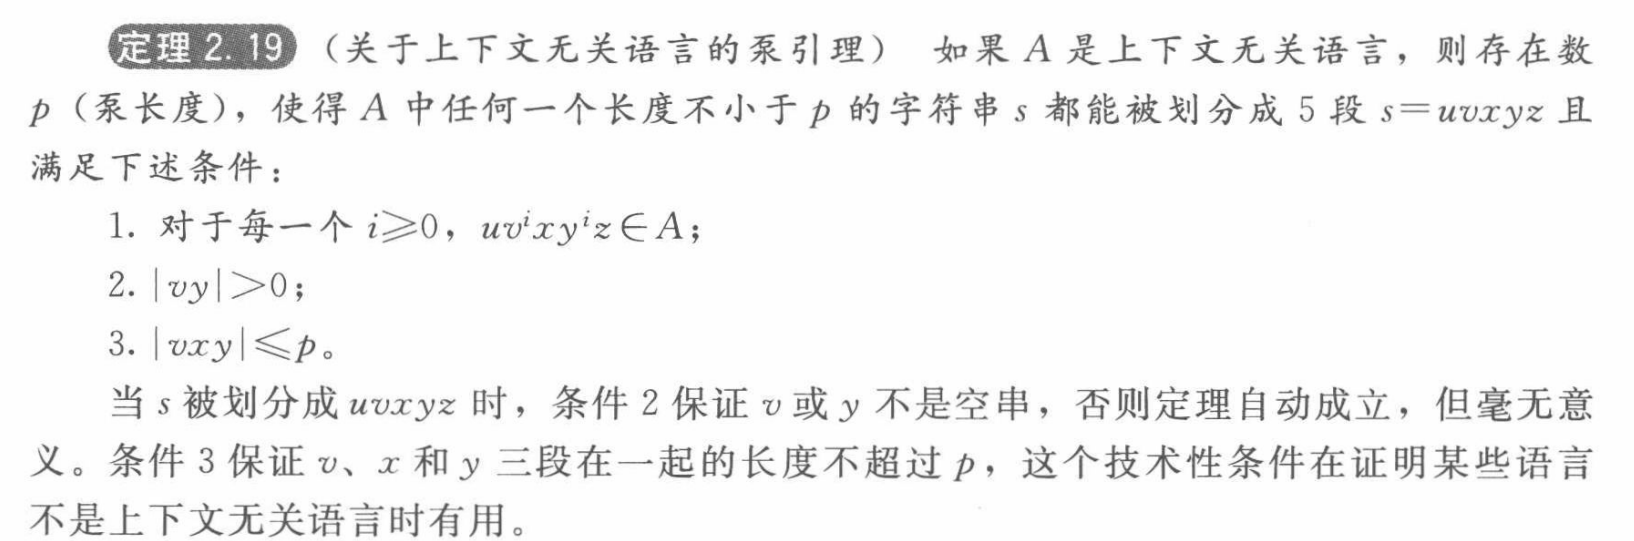 定理 2.19 （关于上下文无关语言的泵引理） 如果 A 是上下文无关语言，则存在数
p（泵长度），使得 A 中任何一个长度不小于 p 的字符串 s 都能被划分成 5 段 s=uvxyz 且
满足下述条件：
1. 对于每一个 i⩾0，uvⁱxyⁱz∈A；
2. |vy|>0；
3. |vxy|⩽p。
当 s 被划分成 uvxyz 时，条件 2 保证 v 或 y 不是空串，否则定理自动成立，但毫无意
义。条件 3 保证 v、x 和 y 三段在一起的长度不超过 p，这个技术性条件在证明某些语言
不是上下文无关语言时有用。